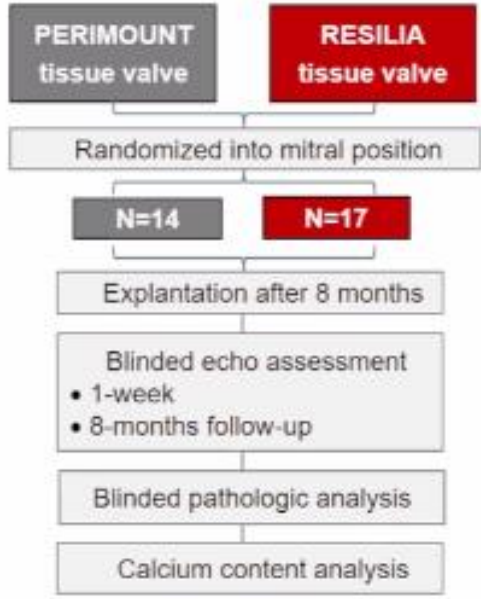 PERIMOUNT
tissue valve
RESILIA
tissue valve
Randomized into mitral position
N=14
N=17
Explantation after 8 months
Blinded echo assessment
• 1-week
• 8-months follow-up
Blinded pathologic analysis
Calcium content analysis